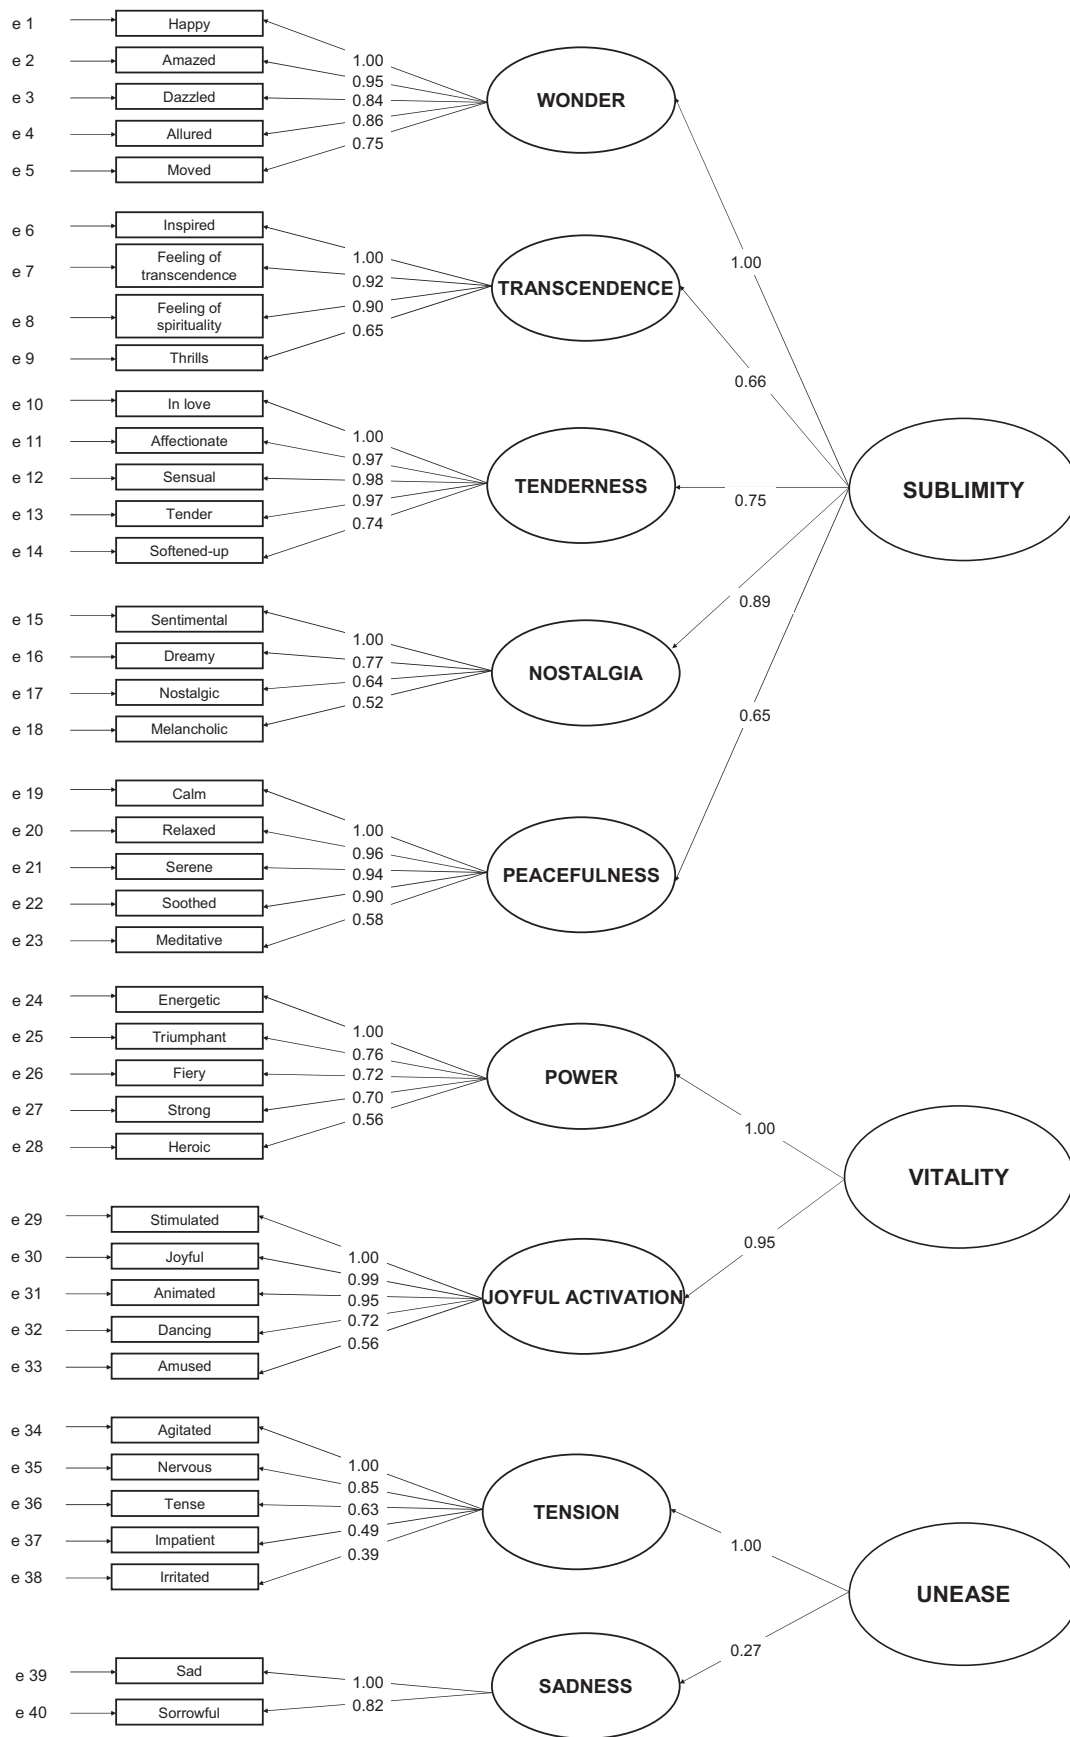 e 1
Happy
1.00
e 2
Amazed
0.95
e 3
Dazzled
0.84
e 4
Allured
0.86
e 5
Moved
0.75
WONDER
1.00
e 6
Inspired
1.00
e 7
Feeling of
transcendence
0.92
e 8
Feeling of
spirituality
0.90
e 9
Thrills
0.65
TRANSCENDENCE
0.66
e 10
In love
1.00
e 11
Affectionate
0.97
e 12
Sensual
0.98
e 13
Tender
0.97
e 14
Softened-up
0.74
TENDERNESS
0.75
SUBLIMITY
e 15
Sentimental
1.00
e 16
Dreamy
0.77
e 17
Nostalgic
0.64
e 18
Melancholic
0.52
NOSTALGIA
0.89
e 19
Calm
1.00
e 20
Relaxed
0.96
e 21
Serene
0.94
e 22
Soothed
0.90
e 23
Meditative
0.58
PEACEFULNESS
0.65
e 24
Energetic
1.00
e 25
Triumphant
0.76
e 26
Fiery
0.72
e 27
Strong
0.70
e 28
Heroic
0.56
POWER
1.00
VITALITY
e 29
Stimulated
1.00
e 30
Joyful
0.99
e 31
Animated
0.95
e 32
Dancing
0.72
e 33
Amused
0.56
JOYFUL ACTIVATION
0.95
e 34
Agitated
1.00
e 35
Nervous
0.85
e 36
Tense
0.63
e 37
Impatient
0.49
e 38
Irritated
0.39
TENSION
1.00
UNEASE
e 39
Sad
1.00
e 40
Sorrowful
0.82
SADNESS
0.27